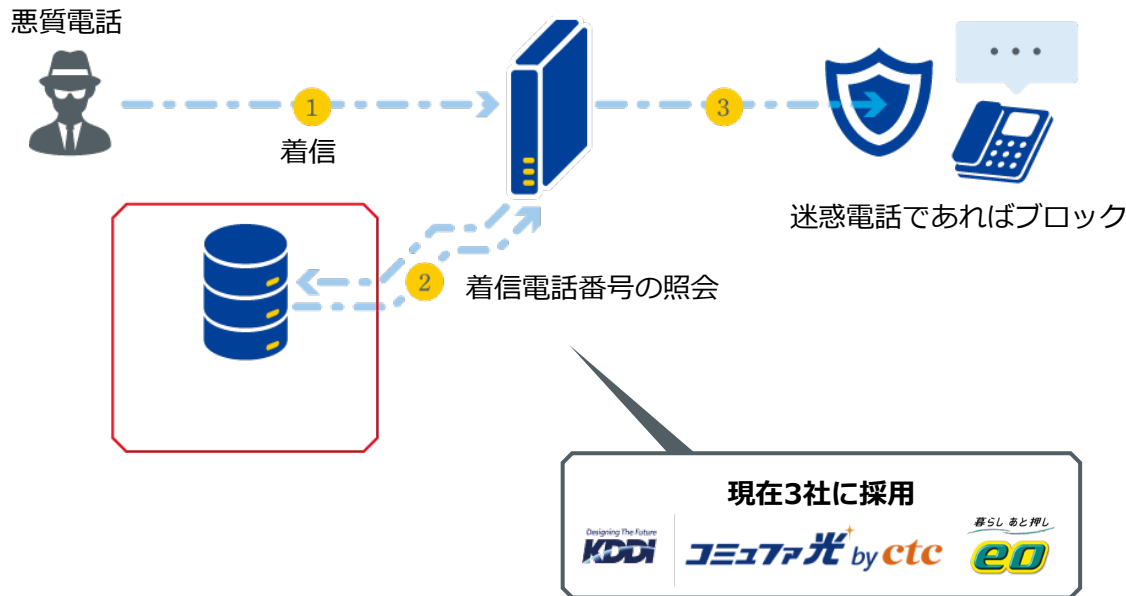 悪質電話
1
着信
3
迷惑電話であればブロック
2
着信電話番号の照会
現在3社に採用
Designing The Future
KDDI
コミュファ光 by ctc
暮らし あと押し
eo